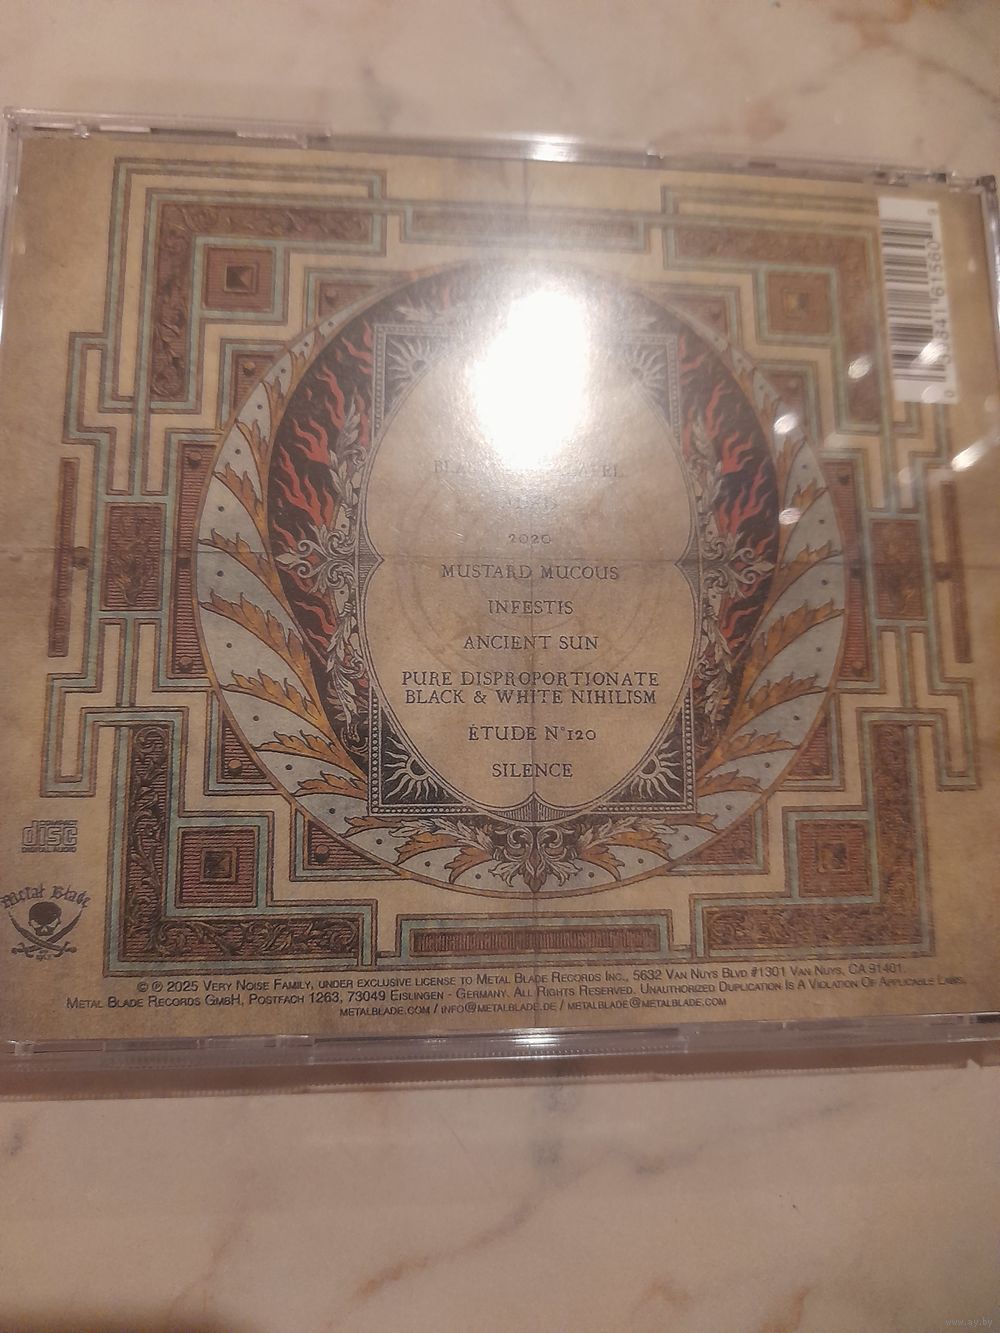 2020
MUSTARD MUCOUS
INFESTIS
ANCIENT SUN
PURE DISPROPORTIONATE
BLACK & WHITE NIHILISM
ÉTUDE N°120
SILENCE
COMPACT
disc
DIGITAL AUDIO
Metal Blade
© ℗ 2025 Very Noise Family, under exclusive license to Metal Blade Records Inc., 5632 Van Nuys Blvd #1301 Van Nuys, CA 91401.
Metal Blade Records GmbH, Postfach 1263, 73049 Eislingen - Germany. All Rights Reserved. Unauthorized Duplication Is A Violation Of Applicable Laws.
metalblade.com / info@metalblade.de / metalblade@metalblade.com
www.ay.by